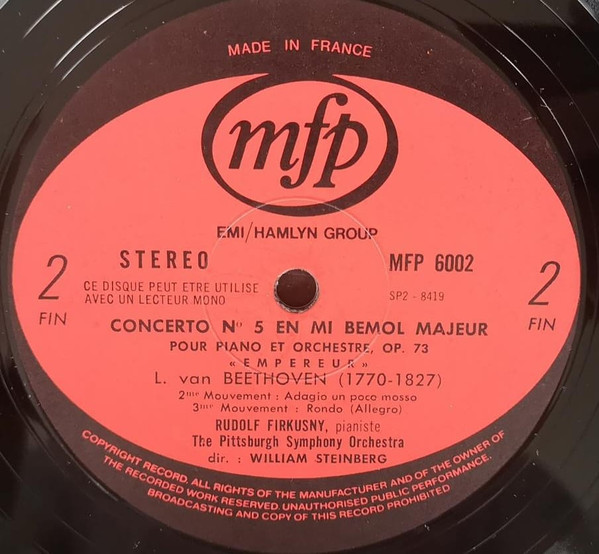 MADE IN FRANCE
mfp
EMI/HAMLYN GROUP
STEREO
MFP 6002
2
CE DISQUE PEUT ETRE UTILISE
AVEC UN LECTEUR MONO
SP2 - 8419
2
FIN
FIN
CONCERTO N° 5 EN MI BEMOL MAJEUR
POUR PIANO ET ORCHESTRE, OP. 73
« EMPEREUR »
L. van BEETHOVEN (1770-1827)
2me Mouvement : Adagio un poco mosso
3me Mouvement : Rondo (Allegro)
RUDOLF FIRKUSNY, pianiste
The Pittsburgh Symphony Orchestra
dir. : WILLIAM STEINBERG
COPYRIGHT RECORD. ALL RIGHTS OF THE MANUFACTURER AND OF THE OWNER OF
THE RECORDED WORK RESERVED. UNAUTHORISED PUBLIC PERFORMANCE.
BROADCASTING AND COPY OF THIS RECORD PROHIBITED